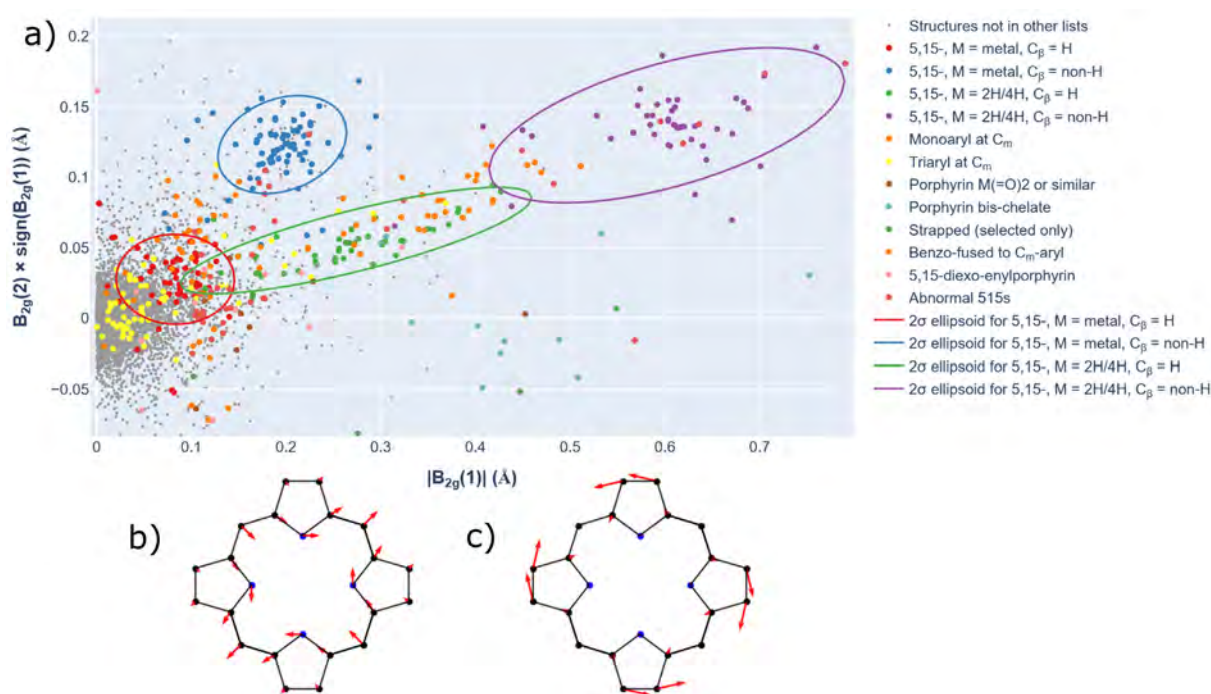 a)
0.2
0.15
0.1
0.05
0
−0.05
B2g(2) × sign(B2g(1)) (Å)
0
0.1
0.2
0.3
0.4
0.5
0.6
0.7
|B2g(1)| (Å)
Structures not in other lists
5,15-, M = metal, Cβ = H
5,15-, M = metal, Cβ = non-H
5,15-, M = 2H/4H, Cβ = H
5,15-, M = 2H/4H, Cβ = non-H
Monoaryl at Cm
Triaryl at Cm
Porphyrin M(=O)2 or similar
Porphyrin bis-chelate
Strapped (selected only)
Benzo-fused to Cm-aryl
5,15-diexo-enylporphyrin
Abnormal 515s
2σ ellipsoid for 5,15-, M = metal, Cβ = H
2σ ellipsoid for 5,15-, M = metal, Cβ = non-H
2σ ellipsoid for 5,15-, M = 2H/4H, Cβ = H
2σ ellipsoid for 5,15-, M = 2H/4H, Cβ = non-H
b)
c)